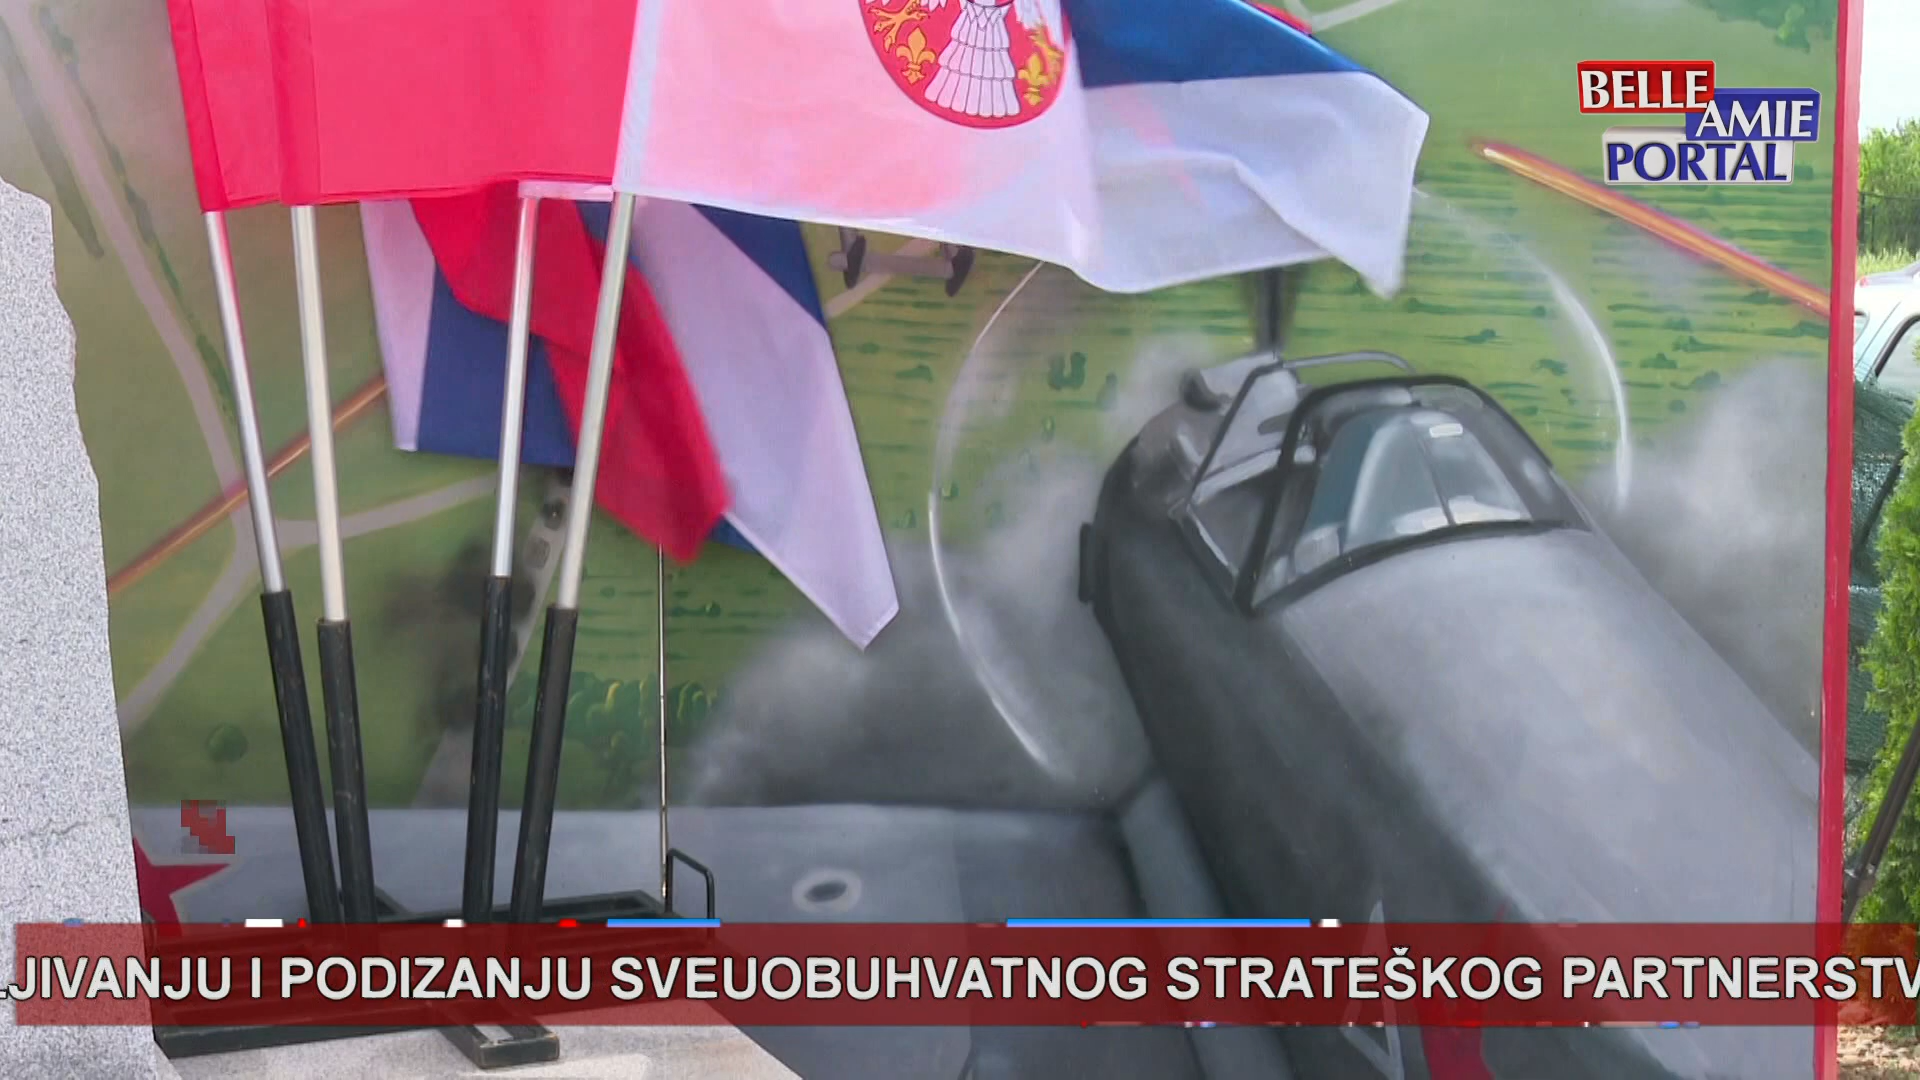 BELLE
AMIE
PORTAL
LJIVANJU I PODIZANJU SVEUOBUHVATNOG STRATEŠKOG PARTNERSTV